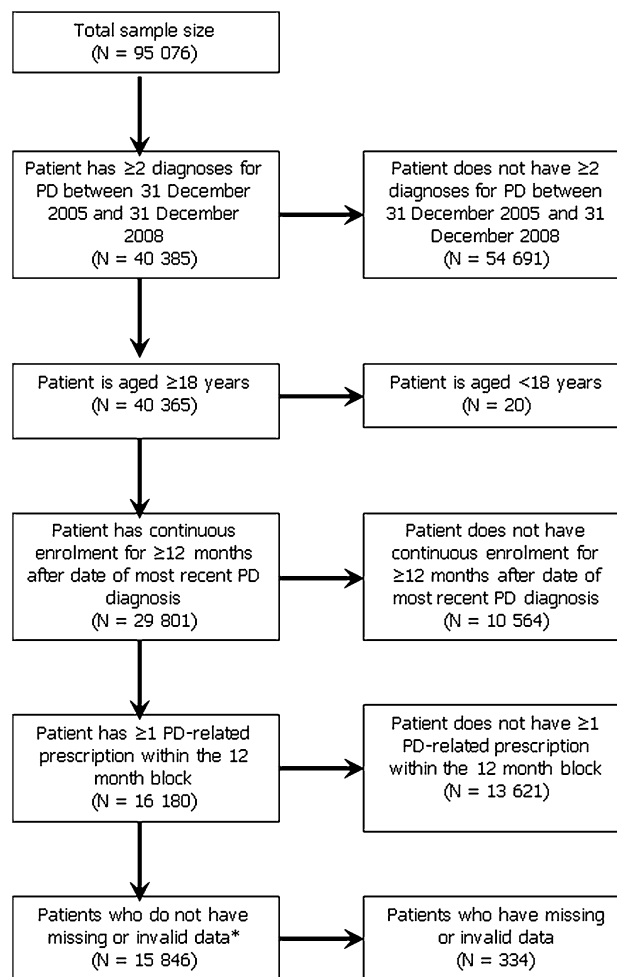 Total sample size
(N = 95 076)
Patient has ≥2 diagnoses for
PD between 31 December
2005 and 31 December
2008
(N = 40 385)
Patient does not have ≥2
diagnoses for PD between
31 December 2005 and 31
December 2008
(N = 54 691)
Patient is aged ≥18 years
(N = 40 365)
Patient is aged <18 years
(N = 20)
Patient has continuous
enrolment for ≥12 months
after date of most recent PD
diagnosis
(N = 29 801)
Patient does not have
continuous enrolment for
≥12 months after date of
most recent PD diagnosis
(N = 10 564)
Patient has ≥1 PD-related
prescription within the 12
month block
(N = 16 180)
Patient does not have ≥1
PD-related prescription
within the 12 month block
(N = 13 621)
Patients who do not have
missing or invalid data*
(N = 15 846)
Patients who have missing
or invalid data
(N = 334)